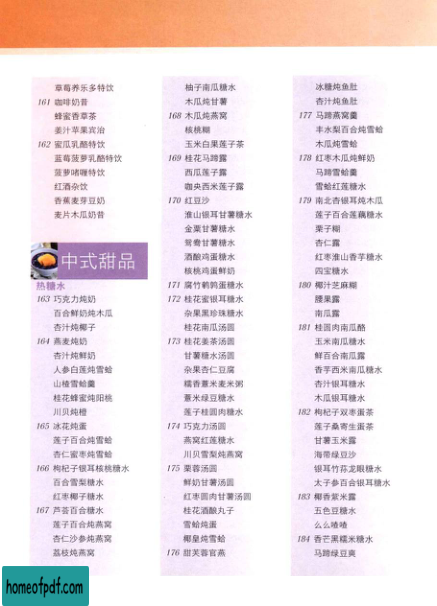 草莓养乐多特饮
161 咖啡奶昔
蜂蜜香草茶
姜汁苹果宾治
162 蜜瓜乳酷特饮
蓝莓菠萝乳酷特饮
菠萝啫喱特饮
红酒杂饮
香蕉麦芽豆奶
麦片木瓜奶昔
中式甜品
热糖水
163 巧克力炖奶
百合鲜奶炖木瓜
杏汁炖椰子
164 燕麦炖奶
杏汁炖鲜奶
人参白莲炖雪蛤
山楂雪蛤羹
桂花蜂蜜炖阳桃
川贝炖橙
165 冰花炖蛋
莲子百合炖雪蛤
杏仁蜜枣炖雪蛤
166 枸杞子银耳核桃糖水
百合雪梨糖水
红枣椰子糖水
167 芦荟百合糖水
莲子百合炖燕窝
杏仁沙参炖燕窝
荔枝炖燕窝
柚子南瓜糖水
木瓜炖甘薯
168 木瓜炖燕窝
核桃糊
玉米白果莲子茶
169 桂花马蹄露
西瓜莲子露
咖央西米莲子露
170 红豆沙
淮山银耳甘薯糖水
金粟甘薯糖水
鸳鸯甘薯糖水
酒酿鸡蛋糖水
核桃鸡蛋鲜奶
171 腐竹鹌鹑蛋糖水
172 桂花蜜银耳糖水
杂果黑珍珠糖水
桂花南瓜汤圆
173 桂花姜茶汤圆
甘薯糖水汤圆
杂果杏仁豆腐
糯香薏米麦米粥
薏米绿豆糖水
莲子桂圆肉糖水
174 巧克力汤圆
燕窝红莲糖水
川贝雪梨炖燕窝
175 栗蓉汤圆
鲜奶甘薯汤圆
红枣圆肉甘薯汤圆
桂花酒酿丸子
雪蛤炖蛋
椰皇炖雪蛤
176 甜芙蓉官燕
冰糖炖鱼肚
杏汁炖鱼肚
177 马蹄燕窝羹
丰水梨百合炖雪蛤
木瓜炖雪蛤
178 红枣木瓜炖鲜奶
马蹄雪蛤羹
雪蛤红莲糖水
179 南北杏银耳炖木瓜
莲子百合莲藕糖水
栗子糊
杏仁露
红枣淮山香芋糖水
四宝糖水
180 椰汁芝麻糊
腰果露
南瓜露
181 桂圆肉南瓜酷
玉米南瓜糖水
鲜百合南瓜露
香芋西米南瓜糖水
杏汁银耳糖水
木瓜银耳糖水
182 枸杞子双枣蛋茶
莲子桑寄生蛋茶
甘薯玉米露
海带绿豆沙
银耳竹荪龙眼糖水
太子参百合银耳糖水
183 椰香紫米露
五色豆糖水
么么喳喳
184 香芒黑糯米糖水
马蹄绿豆爽
homeofpdf.com